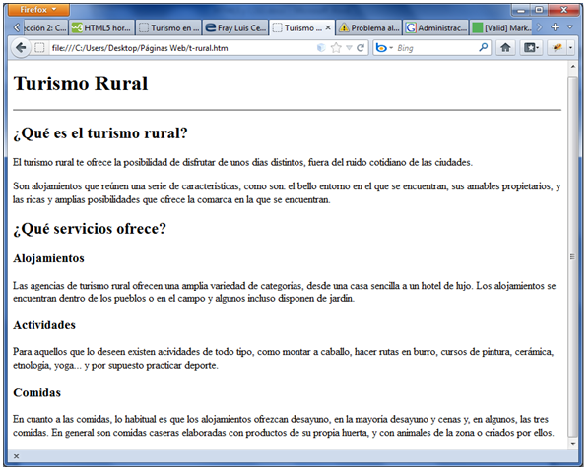 Firefox
ección 2: C...
HTML5 hor...
Turismo en ...
Fray Luis Ce...
Turismo ...
Problema al...
Administrac...
[Valid] Mark...
file:///C:/Users/Desktop/Páginas Web/t-rural.htm
Bing
Turismo Rural
¿Qué es el turismo rural?
El turismo rural te ofrece la posibilidad de disfrutar de unos días distintos, fuera del ruido cotidiano de las ciudades.
Son alojamientos que reúnen una serie de características, como son: el bello entorno en el que se encuentran, sus amables propietarios, y
las ricas y amplias posibilidades que ofrece la comarca en la que se encuentran.
¿Qué servicios ofrece?
Alojamientos
Las agencias de turismo rural ofrecen una amplia variedad de categorías, desde una casa sencilla a un hotel de lujo. Los alojamientos se
encuentran dentro de los pueblos o en el campo y algunos incluso disponen de jardín.
Actividades
Para aquellos que lo deseen existen actividades de todo tipo, como montar a caballo, hacer rutas en burro, cursos de pintura, cerámica,
etnología, yoga... y por supuesto practicar deporte.
Comidas
En cuanto a las comidas, lo habitual es que los alojamientos ofrezcan desayuno, en la mayoría desayuno y cenas y, en algunos, las tres
comidas. En general son comidas caseras elaboradas con productos de su propia huerta, y con animales de la zona o criados por ellos.